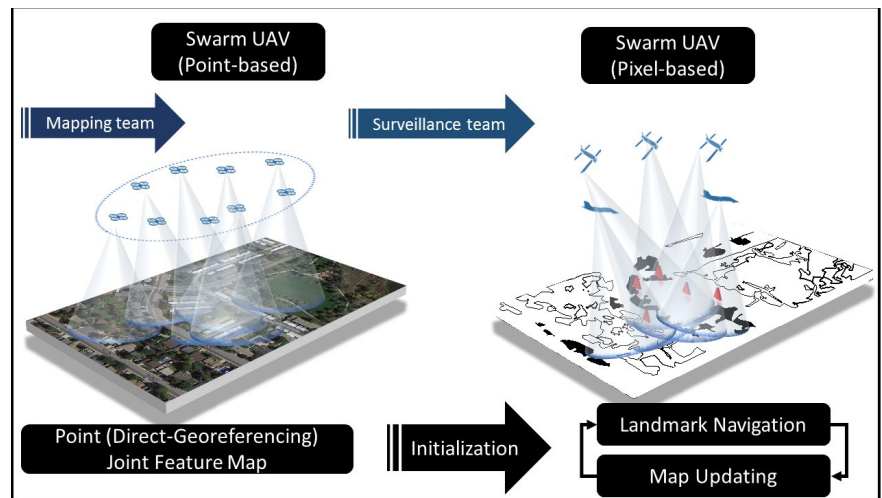 Swarm UAV
(Point-based)
Swarm UAV
(Pixel-based)
Mapping team
Surveillance team
Point (Direct-Georeferencing)
Joint Feature Map
Initialization
Landmark Navigation
Map Updating